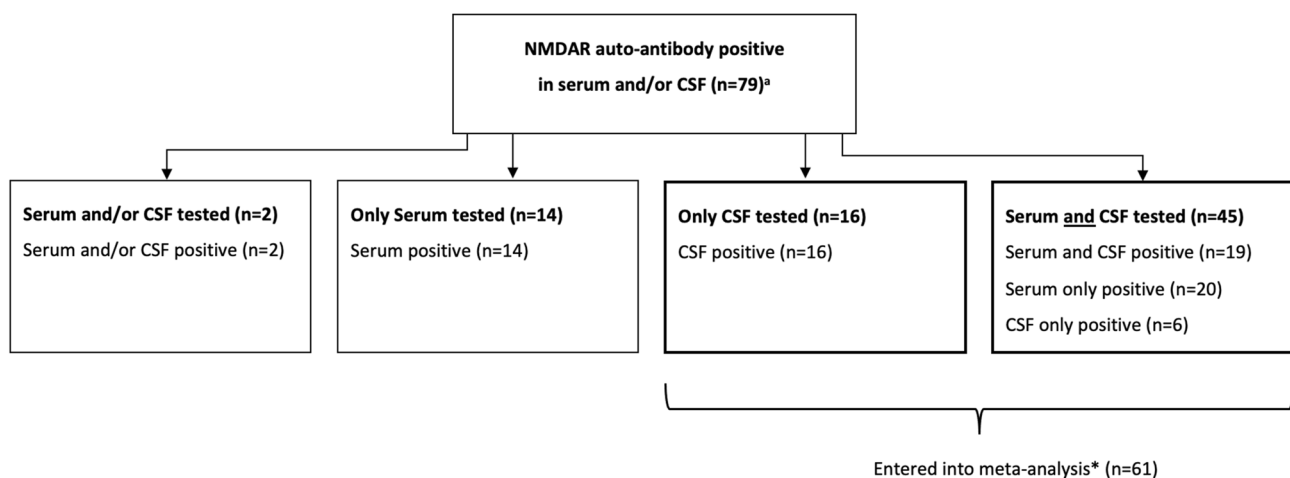 NMDAR auto-antibody positive
in serum and/or CSF (n=79)ᵃ
Serum and/or CSF tested (n=2)
Serum and/or CSF positive (n=2)
Only Serum tested (n=14)
Serum positive (n=14)
Only CSF tested (n=16)
CSF positive (n=16)
Serum and CSF tested (n=45)
Serum and CSF positive (n=19)
Serum only positive (n=20)
CSF only positive (n=6)
Entered into meta-analysis* (n=61)